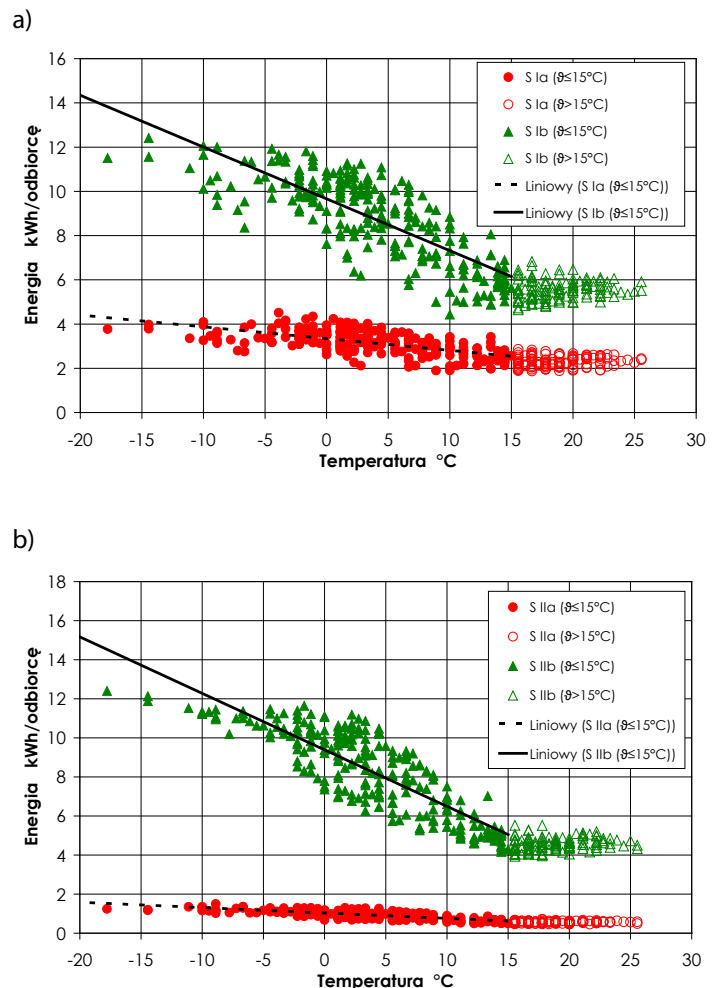 a)
16
14
12
10
8
6
4
2
0
Energia kWh/odbiorcę
-20 -15 -10 -5 0 5 10 15 20 25 30
Temperatura °C
S Ia (ϑ≤15°C)
S Ia (ϑ>15°C)
S Ib (ϑ≤15°C)
S Ib (ϑ>15°C)
Liniowy (S Ia (ϑ≤15°C))
Liniowy (S Ib (ϑ≤15°C))
b)
18
16
14
12
10
8
6
4
2
0
Energia kWh/odbiorcę
-20 -15 -10 -5 0 5 10 15 20 25 30
Temperatura °C
S IIa (ϑ≤15°C)
S IIa (ϑ>15°C)
S IIb (ϑ≤15°C)
S IIb (ϑ>15°C)
Liniowy (S IIa (ϑ≤15°C))
Liniowy (S IIb (ϑ≤15°C))